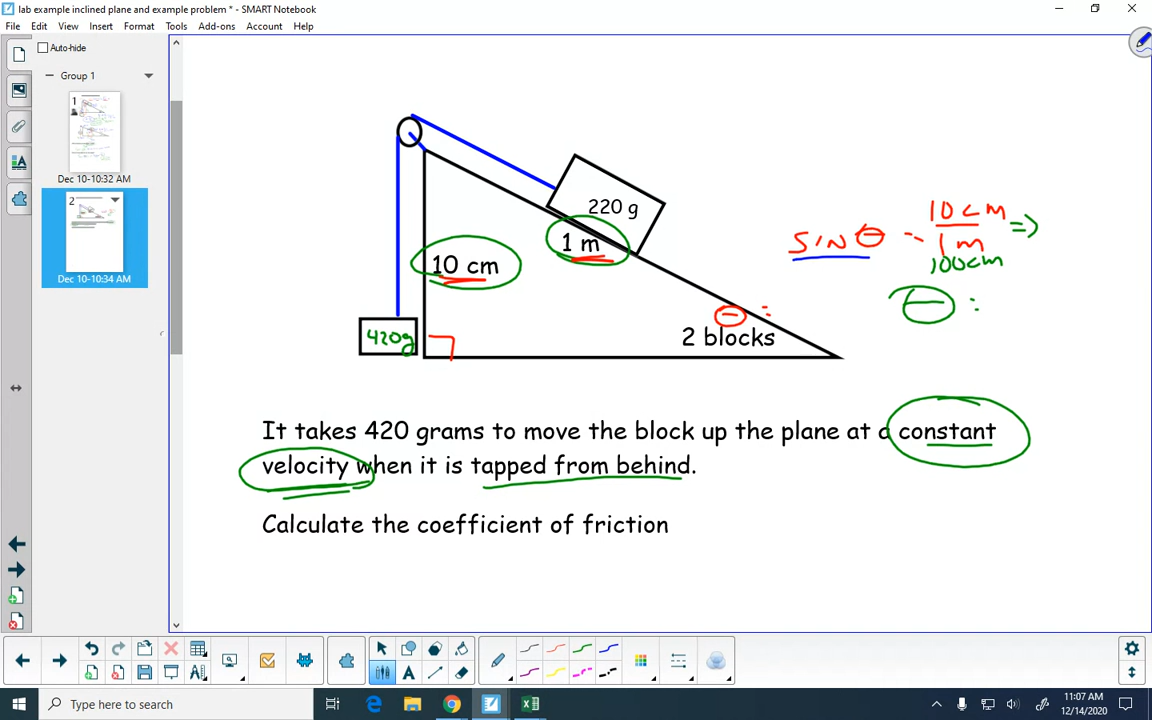 lab example inclined plane and example problem * - SMART Notebook
File Edit View Insert Format Tools Add-ons Account Help
Auto-hide
Group 1
1
Dec 10-10:32 AM
2
Dec 10-10:34 AM
220 g
1 m
10 cm
420g
θ :
2 blocks
SIN θ = 10cm ⇒
1m
100cm
θ :
It takes 420 grams to move the block up the plane at a constant
velocity when it is tapped from behind.
Calculate the coefficient of friction
Type here to search
11:07 AM
12/14/2020